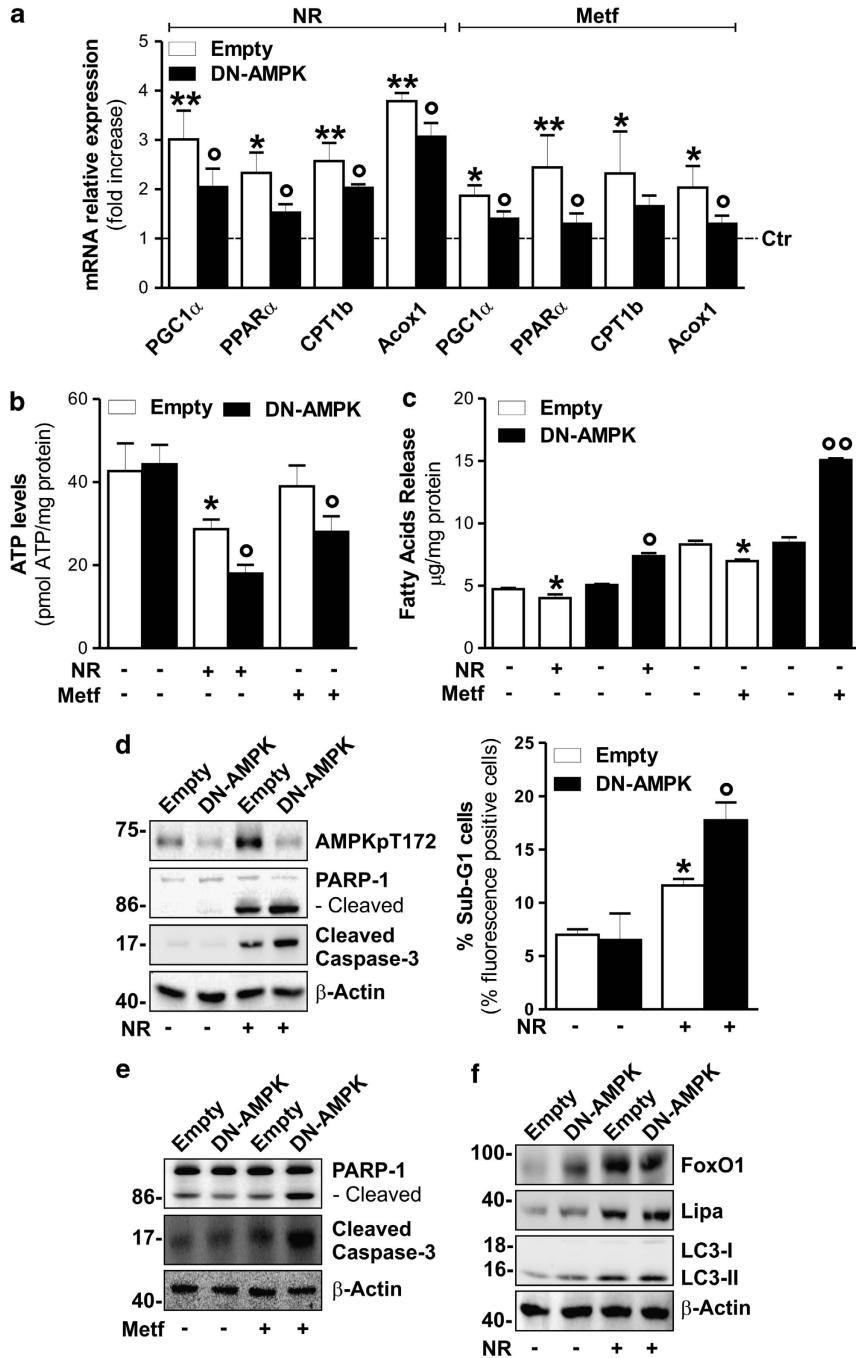 a
NR Metf
Empty
DN-AMPK
mRNA relative expression
(fold increase)
5
4
3
2
1
0
** * ** ** * ** * *
° ° ° ° ° ° °
Ctr
PGC1α PPARα CPT1b Acox1 PGC1α PPARα CPT1b Acox1
b
Empty DN-AMPK
ATP levels
(pmol ATP/mg protein)
60
40
20
0
* ° °
NR - - + + - -
Metf - - - - + +
c
Empty
DN-AMPK
Fatty Acids Release
µg/mg protein
20
15
10
5
0
* ° * °°
NR - + - + - - - -
Metf - - - - - + - +
d
Empty DN-AMPK Empty DN-AMPK
75- AMPKpT172
PARP-1
86- - Cleaved
17- Cleaved
Caspase-3
40- β-Actin
NR - - + +
Empty
DN-AMPK
% Sub-G1 cells
(% fluorescence positive cells)
25
20
15
10
5
0
* °
NR - - + +
e
Empty DN-AMPK Empty DN-AMPK
PARP-1
86- - Cleaved
17- Cleaved
Caspase-3
40- β-Actin
Metf - - + +
f
Empty DN-AMPK Empty DN-AMPK
100- FoxO1
40- Lipa
18- LC3-I
16- LC3-II
40- β-Actin
NR - - + +